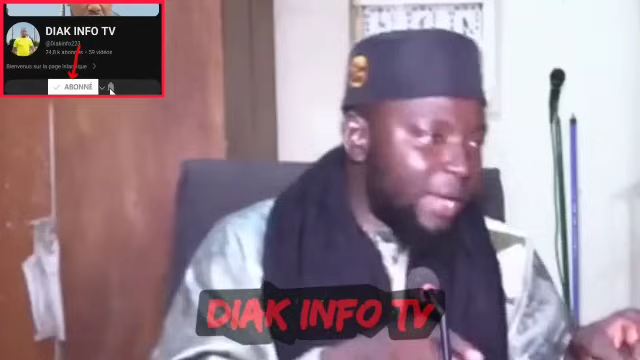 DIAK INFO TV
@Diakinfo223
74,8 k abonnés • 59 vidéos
Bienvenus sur la page Islamique
ABONNÉ
DIAK INFO TV